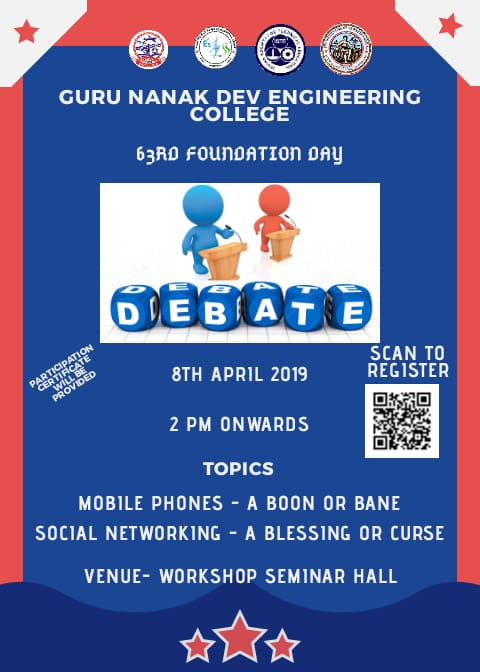 GURU NANAK DEV ENGINEERING
COLLEGE
63RD FOUNDATION DAY
DEBATE
DEBATE
PARTICIPATION
CERTIFICATE
WILL BE
PROVIDED
8TH APRIL 2019
SCAN TO
REGISTER
2 PM ONWARDS
TOPICS
MOBILE PHONES - A BOON OR BANE
SOCIAL NETWORKING - A BLESSING OR CURSE
VENUE- WORKSHOP SEMINAR HALL